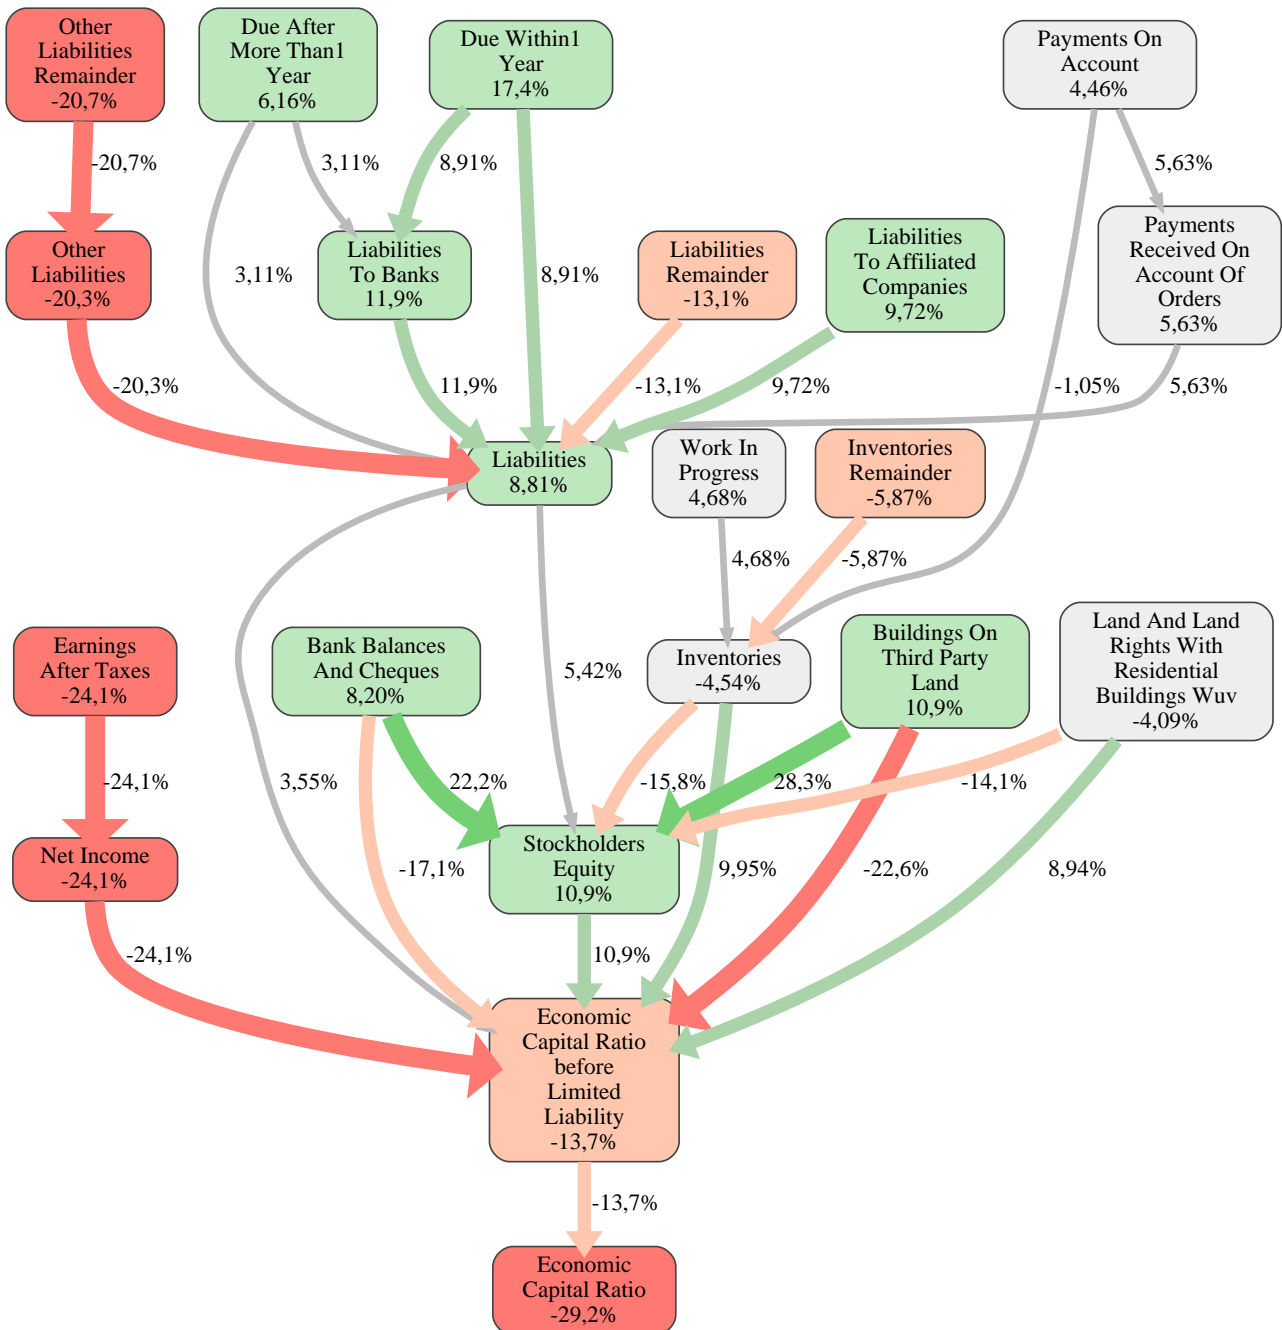 Other
Liabilities
Remainder
-20,7%
Due After
More Than1
Year
6,16%
Due Within1
Year
17,4%
Payments On
Account
4,46%
-20,7%
3,11%
8,91%
5,63%
Other
Liabilities
-20,3%
3,11%
Liabilities
To Banks
11,9%
8,91%
Liabilities
Remainder
-13,1%
Liabilities
To Affiliated
Companies
9,72%
Payments
Received On
Account Of
Orders
5,63%
-20,3%
11,9%
-13,1%
9,72%
-1,05%
5,63%
Liabilities
8,81%
Work In
Progress
4,68%
Inventories
Remainder
-5,87%
4,68%
-5,87%
Earnings
After Taxes
-24,1%
Bank Balances
And Cheques
8,20%
5,42%
Inventories
-4,54%
Buildings On
Third Party
Land
10,9%
Land And Land
Rights With
Residential
Buildings Wuv
-4,09%
-24,1%
3,55%
22,2%
-15,8%
28,3%
-14,1%
Net Income
-24,1%
-17,1%
Stockholders
Equity
10,9%
9,95%
-22,6%
8,94%
-24,1%
10,9%
Economic
Capital Ratio
before
Limited
Liability
-13,7%
-13,7%
Economic
Capital Ratio
-29,2%